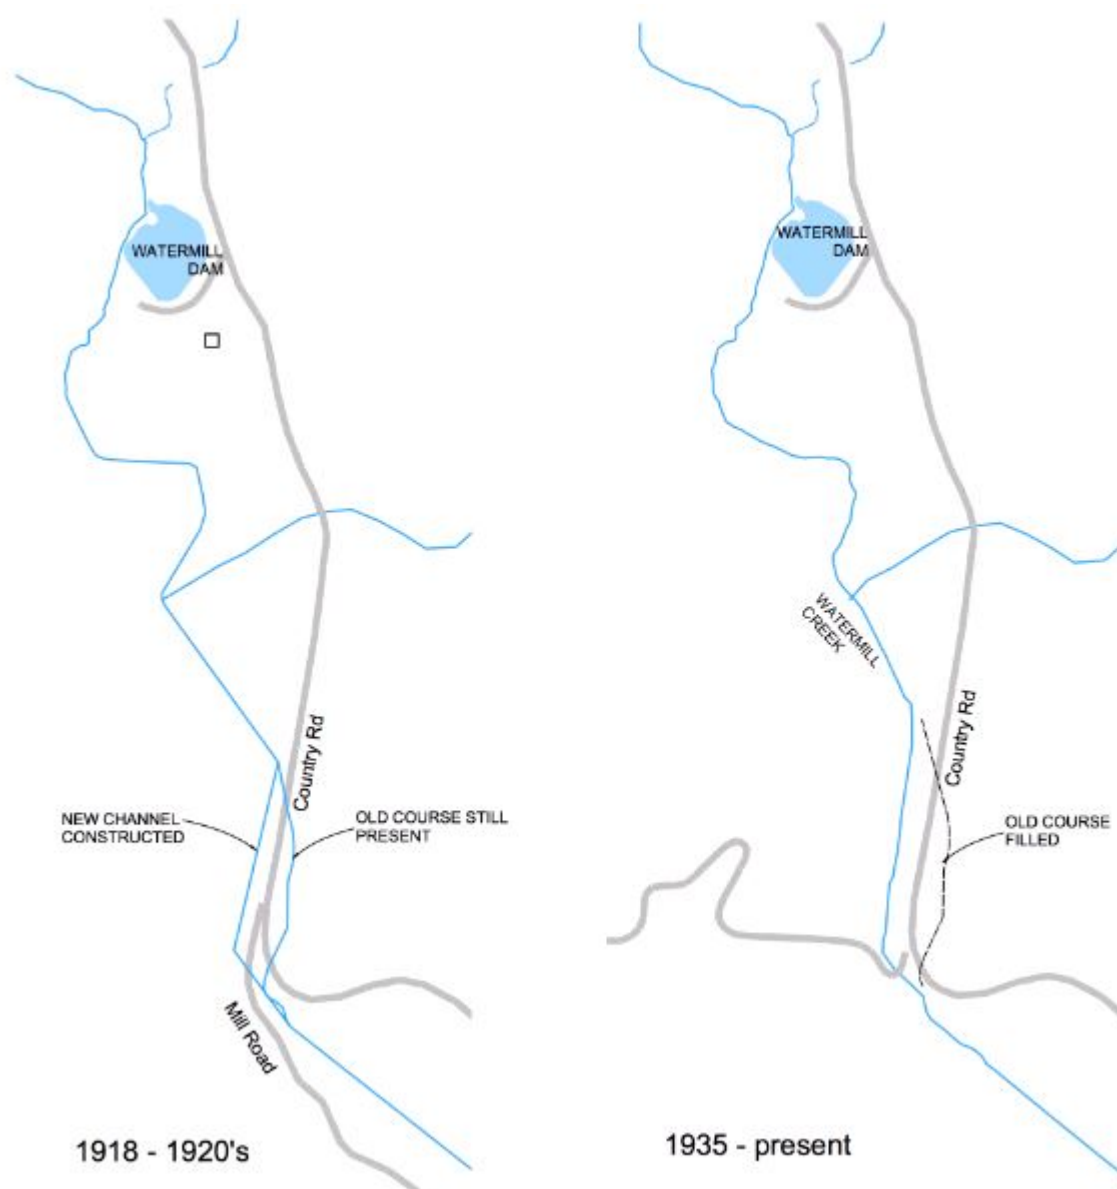 WATERMILL
DAM
Country Rd
NEW CHANNEL
CONSTRUCTED
OLD COURSE STILL
PRESENT
Mill Road
1918 - 1920's
WATERMILL
DAM
WATERMILL
CREEK
Country Rd
OLD COURSE
FILLED
1935 - present